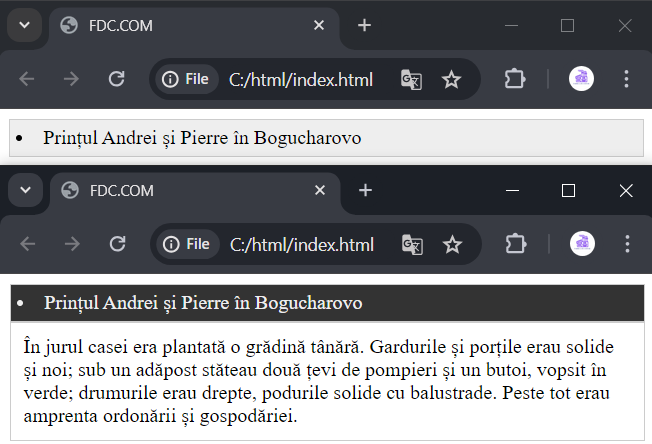 FDC.COM
File C:/html/index.html
Prințul Andrei și Pierre în Bogucharovo
FDC.COM
File C:/html/index.html
Prințul Andrei și Pierre în Bogucharovo
În jurul casei era plantată o grădină tânără. Gardurile și porțile erau solide
și noi; sub un adăpost stăteau două țevi de pompieri și un butoi, vopsit în
verde; drumurile erau drepte, podurile solide cu balustrade. Peste tot erau
amprenta ordonării și gospodăriei.